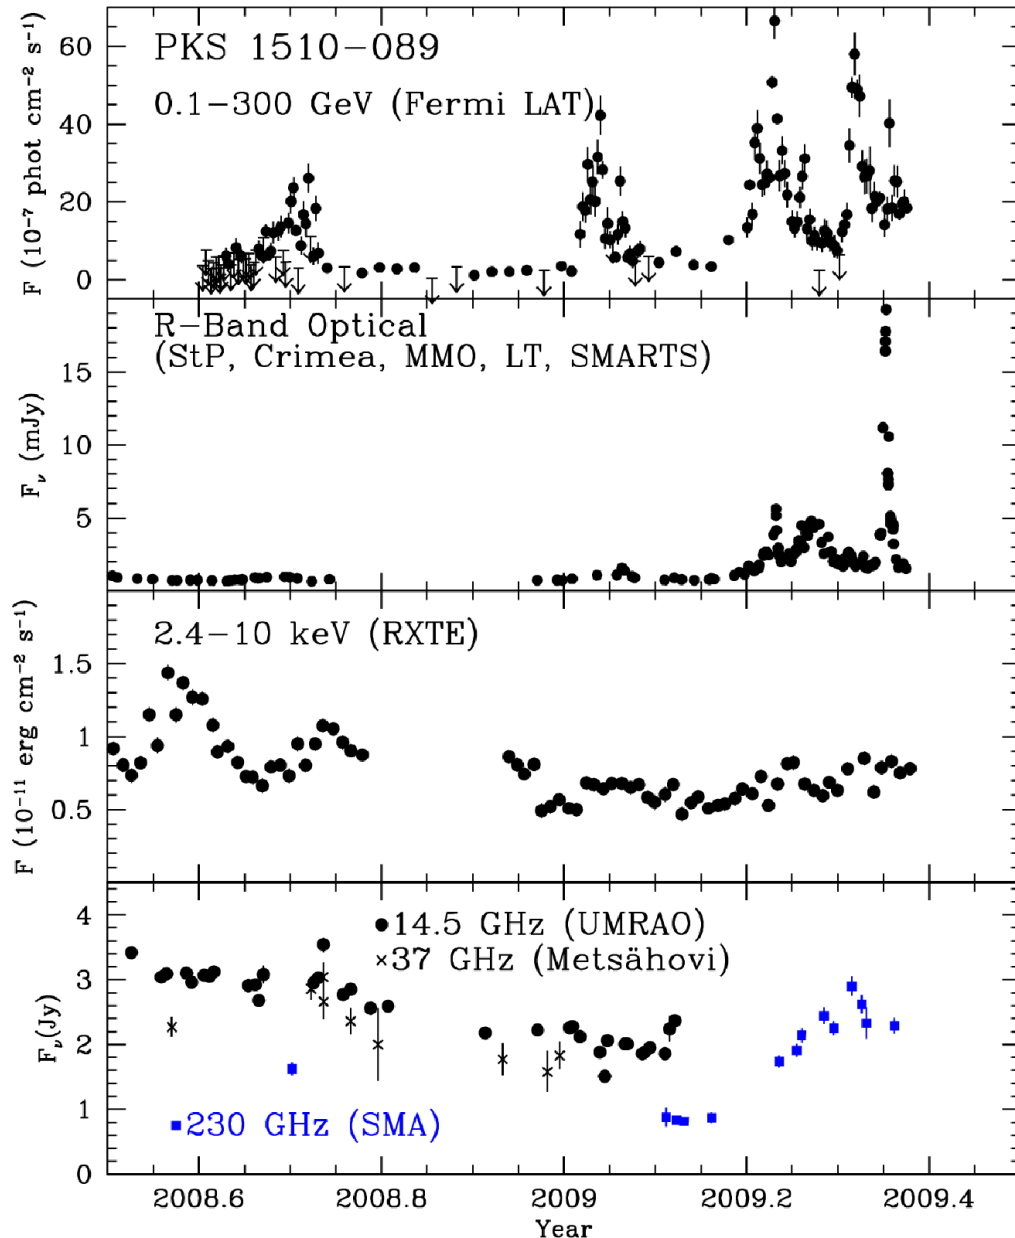 PKS 1510−089
0.1−300 GeV (Fermi LAT)
F (10⁻⁷ phot cm⁻² s⁻¹)
60
40
20
0
R−Band Optical
(StP, Crimea, MMO, LT, SMARTS)
Fν (mJy)
15
10
5
2.4−10 keV (RXTE)
F (10⁻¹¹ erg cm⁻² s⁻¹)
1.5
1
0.5
14.5 GHz (UMRAO)
37 GHz (Metsähovi)
230 GHz (SMA)
Fν(Jy)
4
3
2
1
0
2008.6 2008.8 2009 2009.2 2009.4
Year